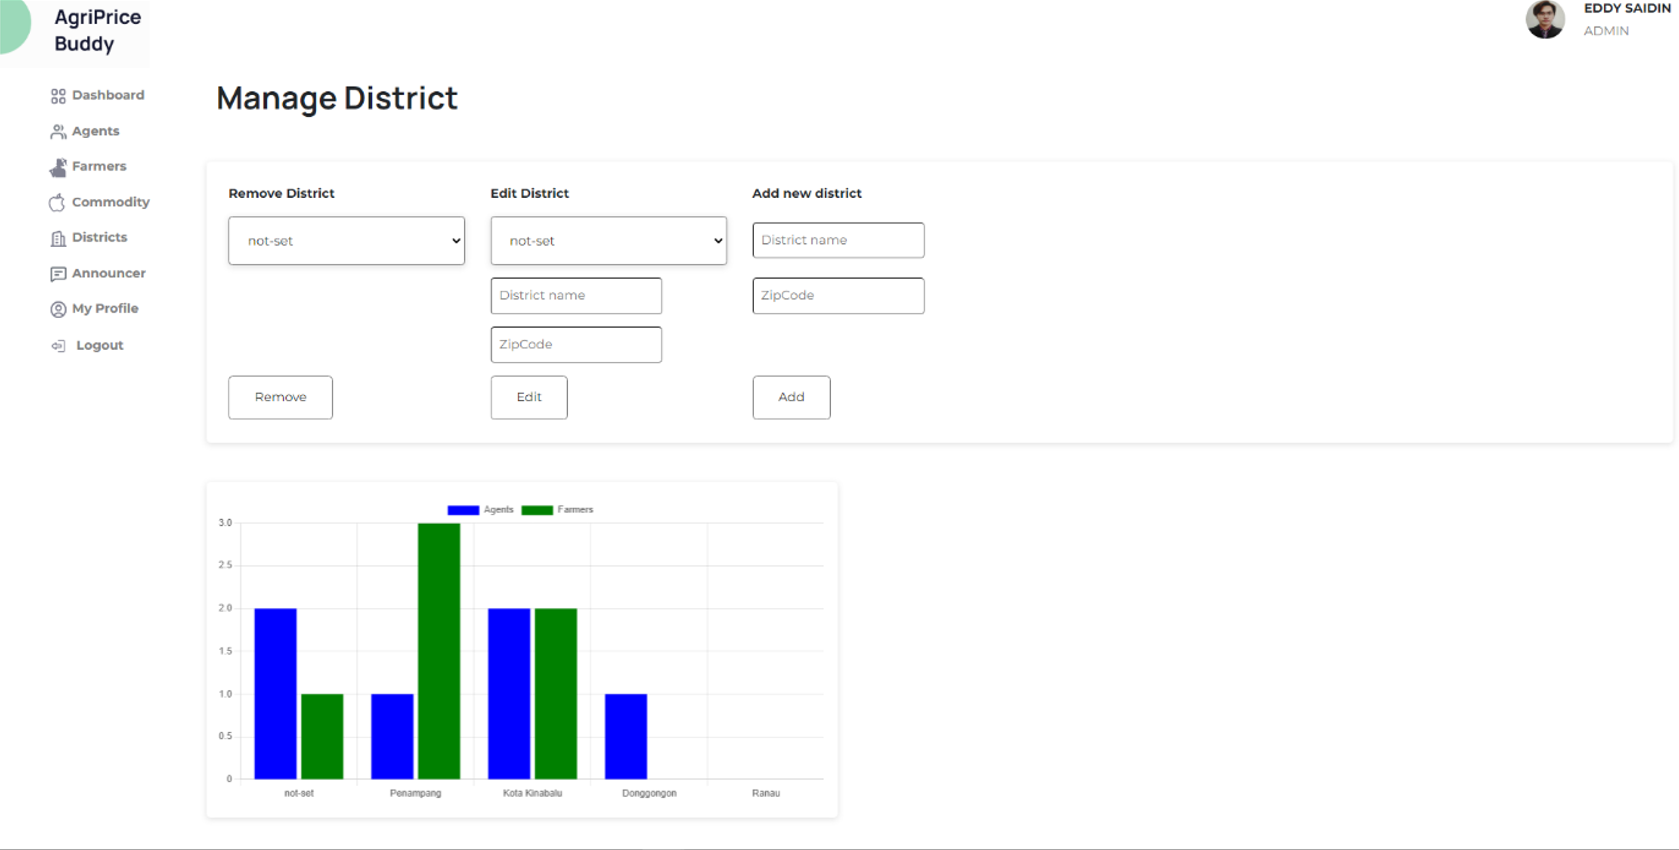 AgriPrice
Buddy
EDDY SAIDIN
ADMIN
Dashboard
Agents
Farmers
Commodity
Districts
Announcer
My Profile
Logout
Manage District
Remove District
Edit District
Add new district
not-set
not-set
District name
District name
ZipCode
ZipCode
Remove
Edit
Add
Agents
Farmers
3.0
2.5
2.0
1.5
1.0
0.5
0
not-set
Penampang
Kota Kinabalu
Donggongon
Ranau